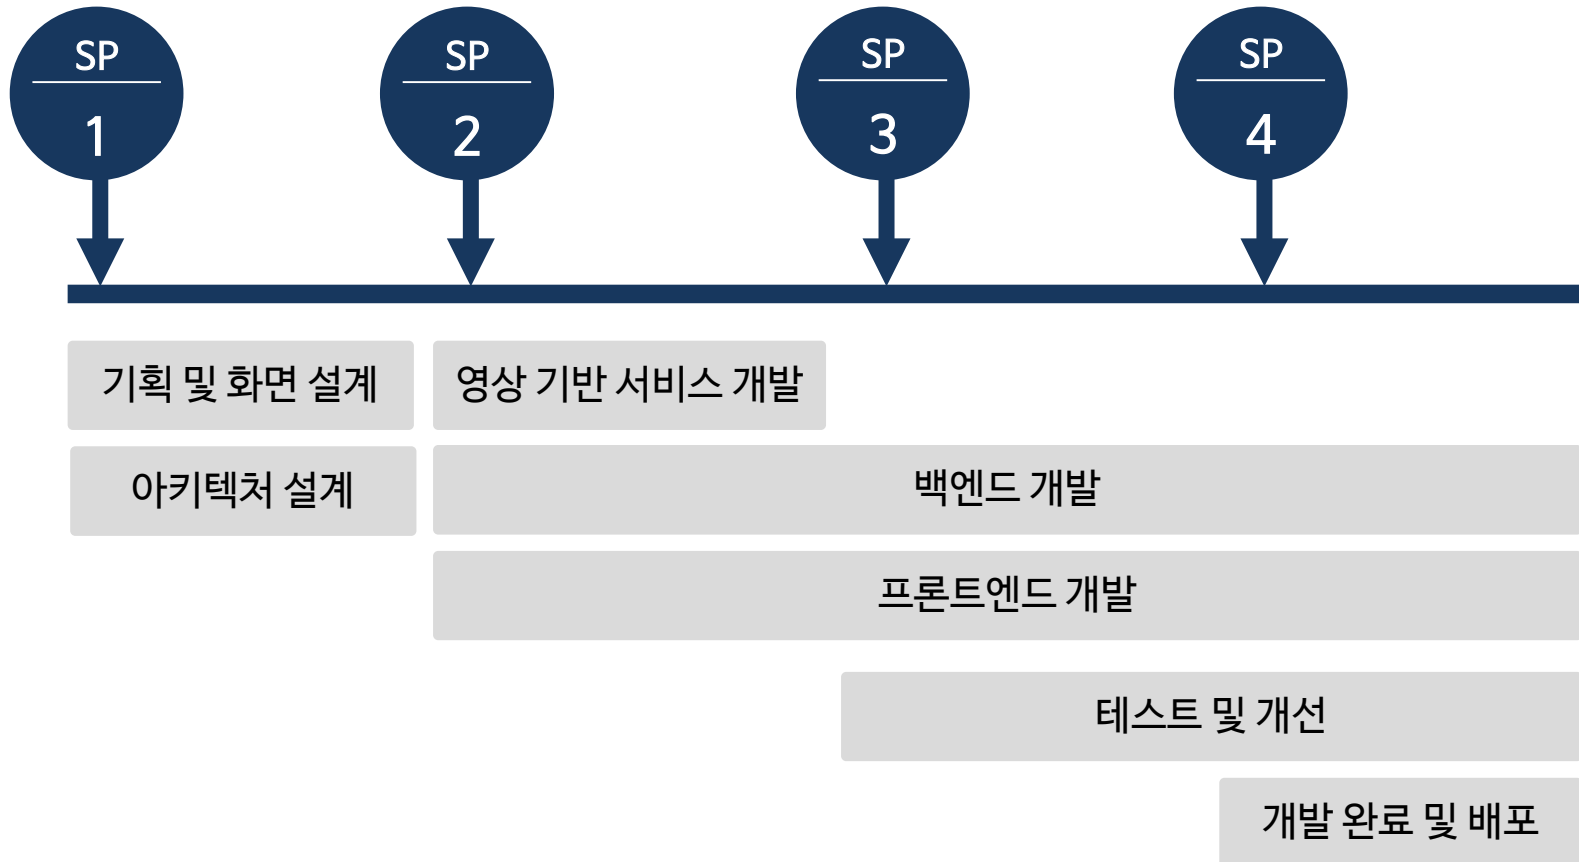 SP
1
SP
2
SP
3
SP
4
기획 및 화면 설계
영상 기반 서비스 개발
아키텍처 설계
백엔드 개발
프론트엔드 개발
테스트 및 개선
개발 완료 및 배포